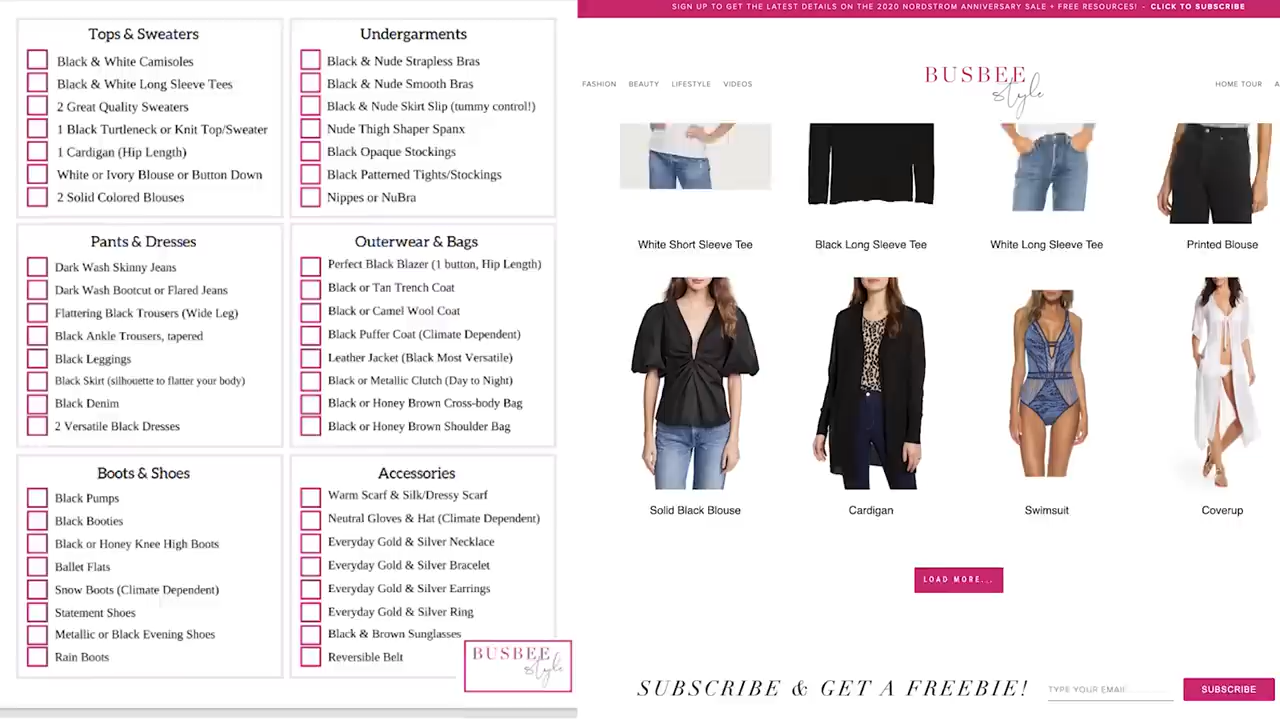 Tops & Sweaters
Black & White Camisoles
Black & White Long Sleeve Tees
2 Great Quality Sweaters
1 Black Turtleneck or Knit Top/Sweater
1 Cardigan (Hip Length)
White or Ivory Blouse or Button Down
2 Solid Colored Blouses
Undergarments
Black & Nude Strapless Bras
Black & Nude Smooth Bras
Black & Nude Skirt Slip (tummy control!)
Nude Thigh Shaper Spanx
Black Opaque Stockings
Black Patterned Tights/Stockings
Nippes or NuBra
Pants & Dresses
Dark Wash Skinny Jeans
Dark Wash Bootcut or Flared Jeans
Flattering Black Trousers (Wide Leg)
Black Ankle Trousers, tapered
Black Leggings
Black Skirt (silhouette to flatter your body)
Black Denim
2 Versatile Black Dresses
Outerwear & Bags
Perfect Black Blazer (1 button, Hip Length)
Black or Tan Trench Coat
Black or Camel Wool Coat
Black Puffer Coat (Climate Dependent)
Leather Jacket (Black Most Versatile)
Black or Metallic Clutch (Day to Night)
Black or Honey Brown Cross-body Bag
Black or Honey Brown Shoulder Bag
Boots & Shoes
Black Pumps
Black Booties
Black or Honey Knee High Boots
Ballet Flats
Snow Boots (Climate Dependent)
Statement Shoes
Metallic or Black Evening Shoes
Rain Boots
Accessories
Warm Scarf & Silk/Dressy Scarf
Neutral Gloves & Hat (Climate Dependent)
Everyday Gold & Silver Necklace
Everyday Gold & Silver Bracelet
Everyday Gold & Silver Earrings
Everyday Gold & Silver Ring
Black & Brown Sunglasses
Reversible Belt
BUSBEE
style
SIGN UP TO GET THE LATEST DETAILS ON THE 2020 NORDSTROM ANNIVERSARY SALE + FREE RESOURCES! - CLICK TO SUBSCRIBE
FASHION BEAUTY LIFESTYLE VIDEOS
BUSBEE
style
HOME TOUR A
White Short Sleeve Tee
Black Long Sleeve Tee
White Long Sleeve Tee
Printed Blouse
Solid Black Blouse
Cardigan
Swimsuit
Coverup
LOAD MORE...
SUBSCRIBE & GET A FREEBIE!
TYPE YOUR EMAIL
SUBSCRIBE